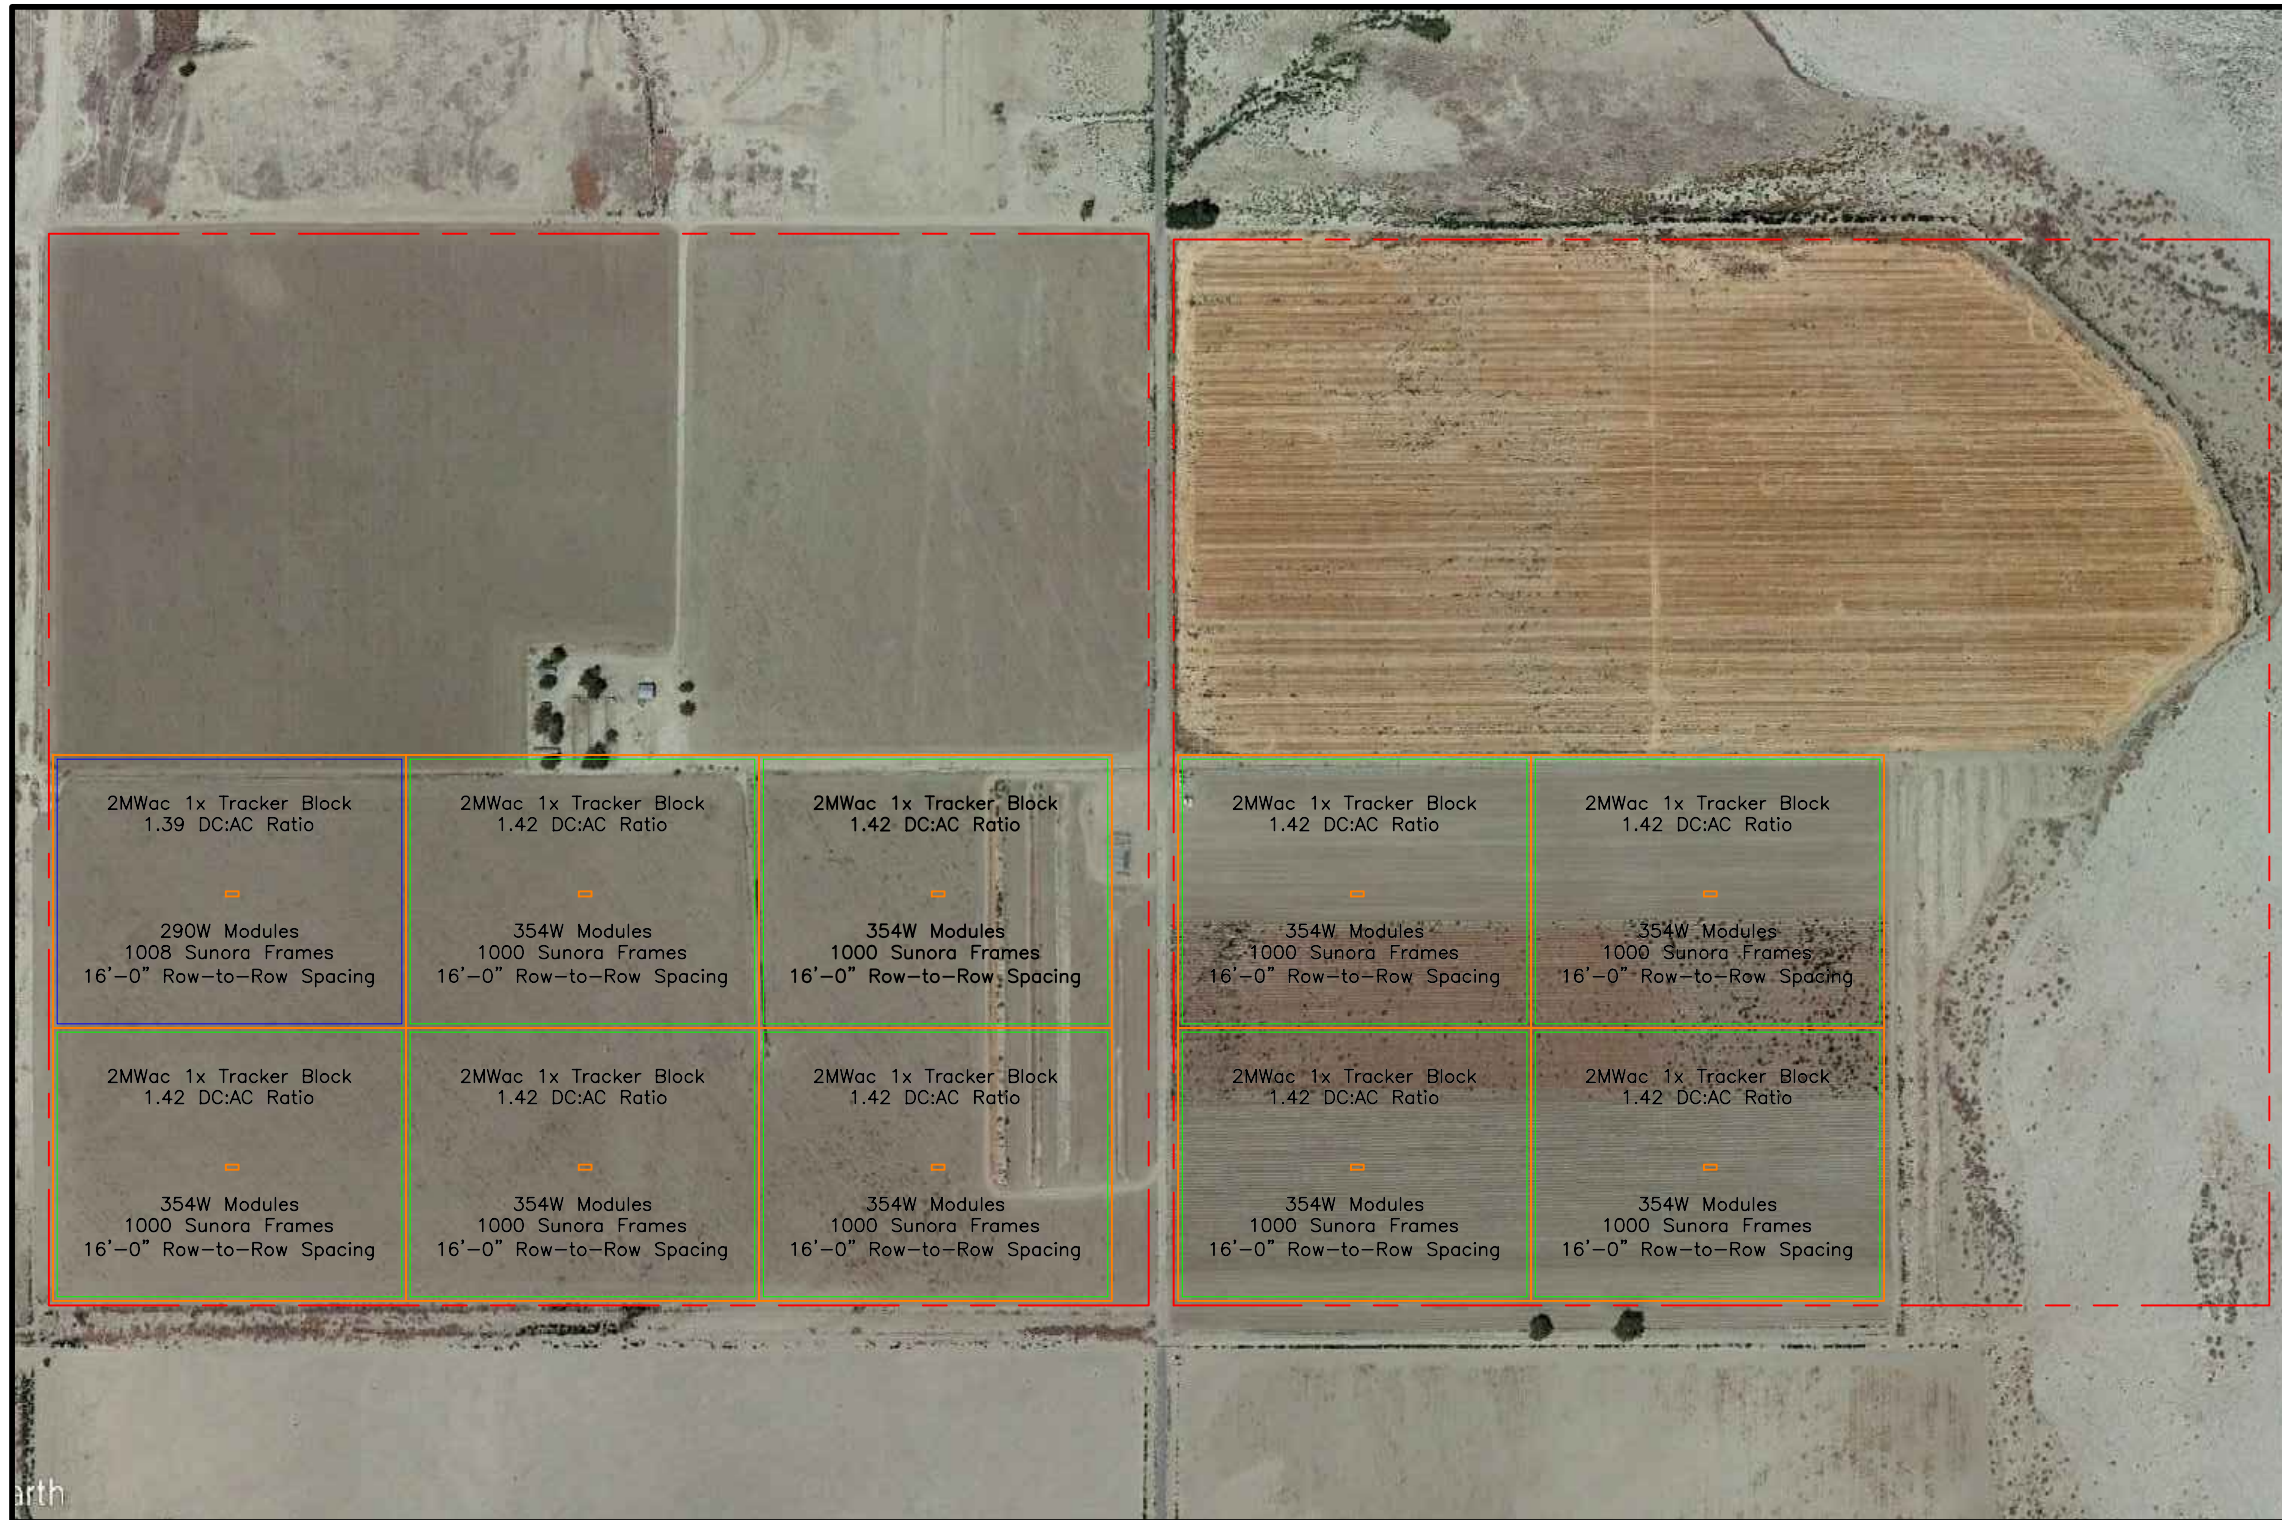 2MWac 1x Tracker Block
1.39 DC:AC Ratio
290W Modules
1008 Sunora Frames
16'-0" Row-to-Row Spacing
2MWac 1x Tracker Block
1.42 DC:AC Ratio
354W Modules
1000 Sunora Frames
16'-0" Row-to-Row Spacing
2MWac 1x Tracker Block
1.42 DC:AC Ratio
354W Modules
1000 Sunora Frames
16'-0" Row-to-Row Spacing
2MWac 1x Tracker Block
1.42 DC:AC Ratio
354W Modules
1000 Sunora Frames
16'-0" Row-to-Row Spacing
2MWac 1x Tracker Block
1.42 DC:AC Ratio
354W Modules
1000 Sunora Frames
16'-0" Row-to-Row Spacing
2MWac 1x Tracker Block
1.42 DC:AC Ratio
354W Modules
1000 Sunora Frames
16'-0" Row-to-Row Spacing
2MWac 1x Tracker Block
1.42 DC:AC Ratio
354W Modules
1000 Sunora Frames
16'-0" Row-to-Row Spacing
2MWac 1x Tracker Block
1.42 DC:AC Ratio
354W Modules
1000 Sunora Frames
16'-0" Row-to-Row Spacing
2MWac 1x Tracker Block
1.42 DC:AC Ratio
354W Modules
1000 Sunora Frames
16'-0" Row-to-Row Spacing
2MWac 1x Tracker Block
1.42 DC:AC Ratio
354W Modules
1000 Sunora Frames
16'-0" Row-to-Row Spacing
arth